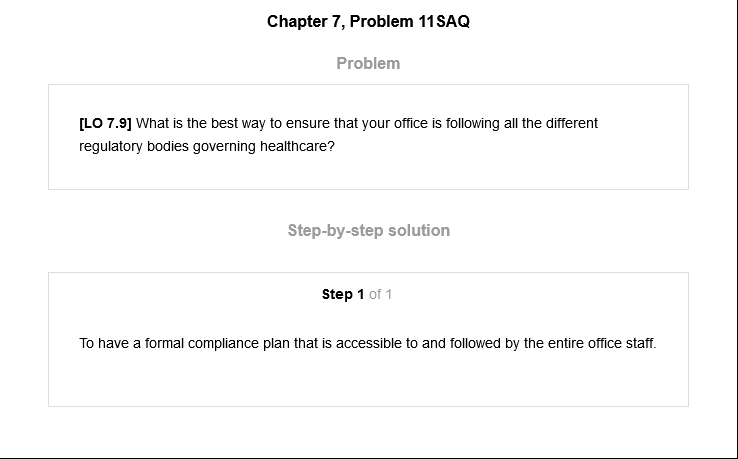 Chapter 7, Problem 11SAQ
Problem
[LO 7.9] What is the best way to ensure that your office is following all the different
regulatory bodies governing healthcare?
Step-by-step solution
Step 1 of 1
To have a formal compliance plan that is accessible to and followed by the entire office staff.